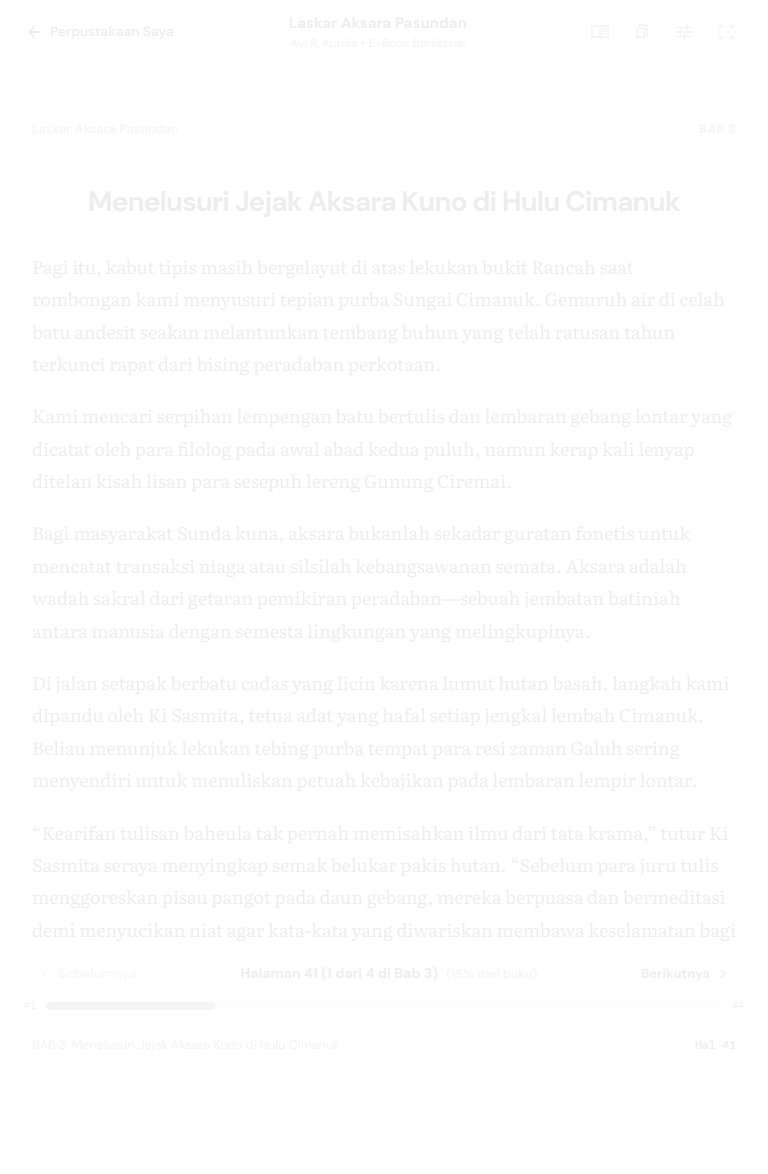 Perpustakaan Saya
Laskar Aksara Pasundan
Ayi R. Kurnia • E-Book Berlisensi
Laskar Aksara Pasundan
BAB 3
Menelusuri Jejak Aksara Kuno di Hulu Cimanuk
Pagi itu, kabut tipis masih bergelayut di atas lekukan bukit Rancah saat
rombongan kami menyusuri tepian purba Sungai Cimanuk. Gemuruh air di celah
batu andesit seakan melantunkan tembang buhun yang telah ratusan tahun
terkunci rapat dari bising peradaban perkotaan.
Kami mencari serpihan lempengan batu bertulis dan lembaran gebang lontar yang
dicatat oleh para filolog pada awal abad kedua puluh, namun kerap kali lenyap
ditelan kisah lisan para sesepuh lereng Gunung Ciremai.
Bagi masyarakat Sunda kuna, aksara bukanlah sekadar guratan fonetis untuk
mencatat transaksi niaga atau silsilah kebangsawanan semata. Aksara adalah
wadah sakral dari getaran pemikiran peradaban—sebuah jembatan batiniah
antara manusia dengan semesta lingkungan yang melingkupinya.
Di jalan setapak berbatu cadas yang licin karena lumut hutan basah, langkah kami
dipandu oleh Ki Sasmita, tetua adat yang hafal setiap jengkal lembah Cimanuk.
Beliau menunjuk lekukan tebing purba tempat para resi zaman Galuh sering
menyendiri untuk menuliskan petuah kebajikan pada lembaran lempir lontar.
“Kearifan tulisan baheula tak pernah memisahkan ilmu dari tata krama,” tutur Ki
Sasmita seraya menyingkap semak belukar pakis hutan. “Sebelum para juru tulis
menggoreskan pisau pangot pada daun gebang, mereka berpuasa dan bermeditasi
demi menyucikan niat agar kata-kata yang diwariskan membawa keselamatan bagi
Sebelumnya
Halaman 41 (1 dari 4 di Bab 3) (15% dari buku)
Berikutnya
41
44
BAB 3: Menelusuri Jejak Aksara Kuno di Hulu Cimanuk
Hal 41